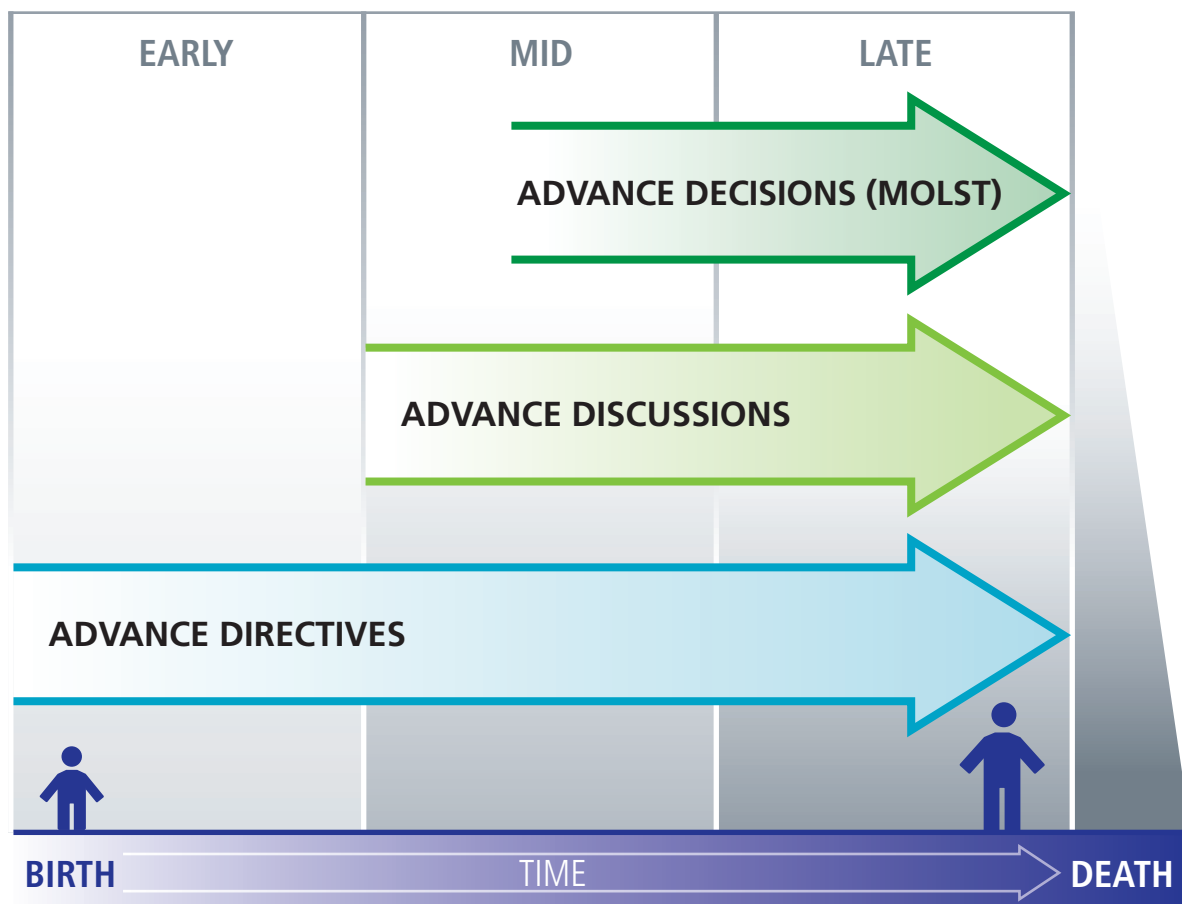 EARLY MID LATE
ADVANCE DECISIONS (MOLST)
ADVANCE DISCUSSIONS
ADVANCE DIRECTIVES
BIRTH TIME DEATH